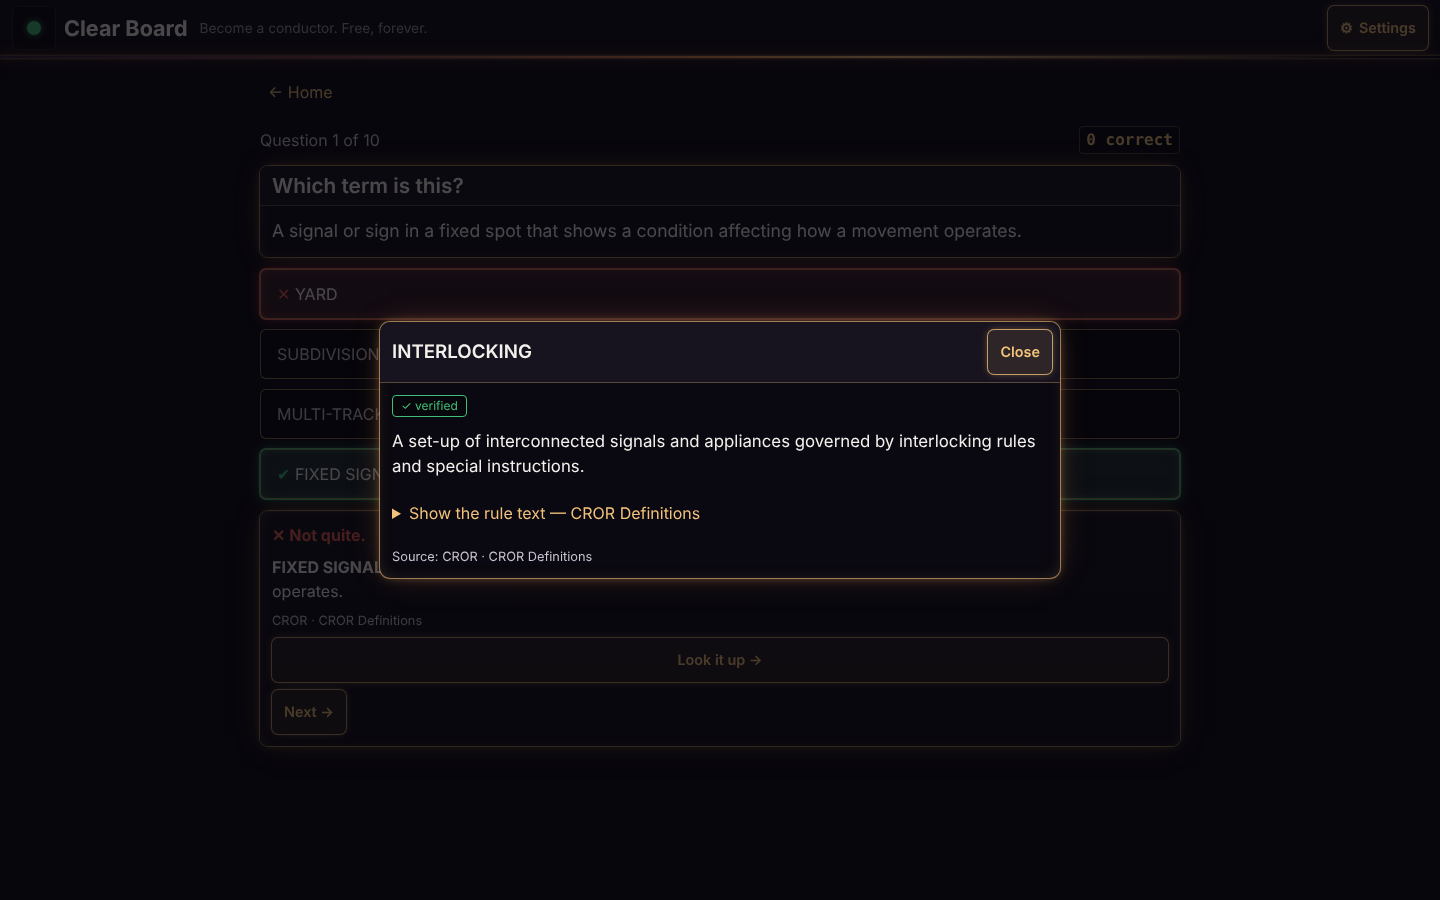 Clear Board
Become a conductor. Free, forever.
⚙ Settings
← Home
Question 1 of 10
0 correct
Which term is this?
A signal or sign in a fixed spot that shows a condition affecting how a movement operates.
✕ YARD
SUBDIVISION
MULTI-TRACK
✔ FIXED SIGN
INTERLOCKING
Close
✓ verified
A set-up of interconnected signals and appliances governed by interlocking rules
and special instructions.
▶ Show the rule text — CROR Definitions
Source: CROR · CROR Definitions
✕ Not quite.
FIXED SIGNAL
operates.
CROR · CROR Definitions
Look it up →
Next →